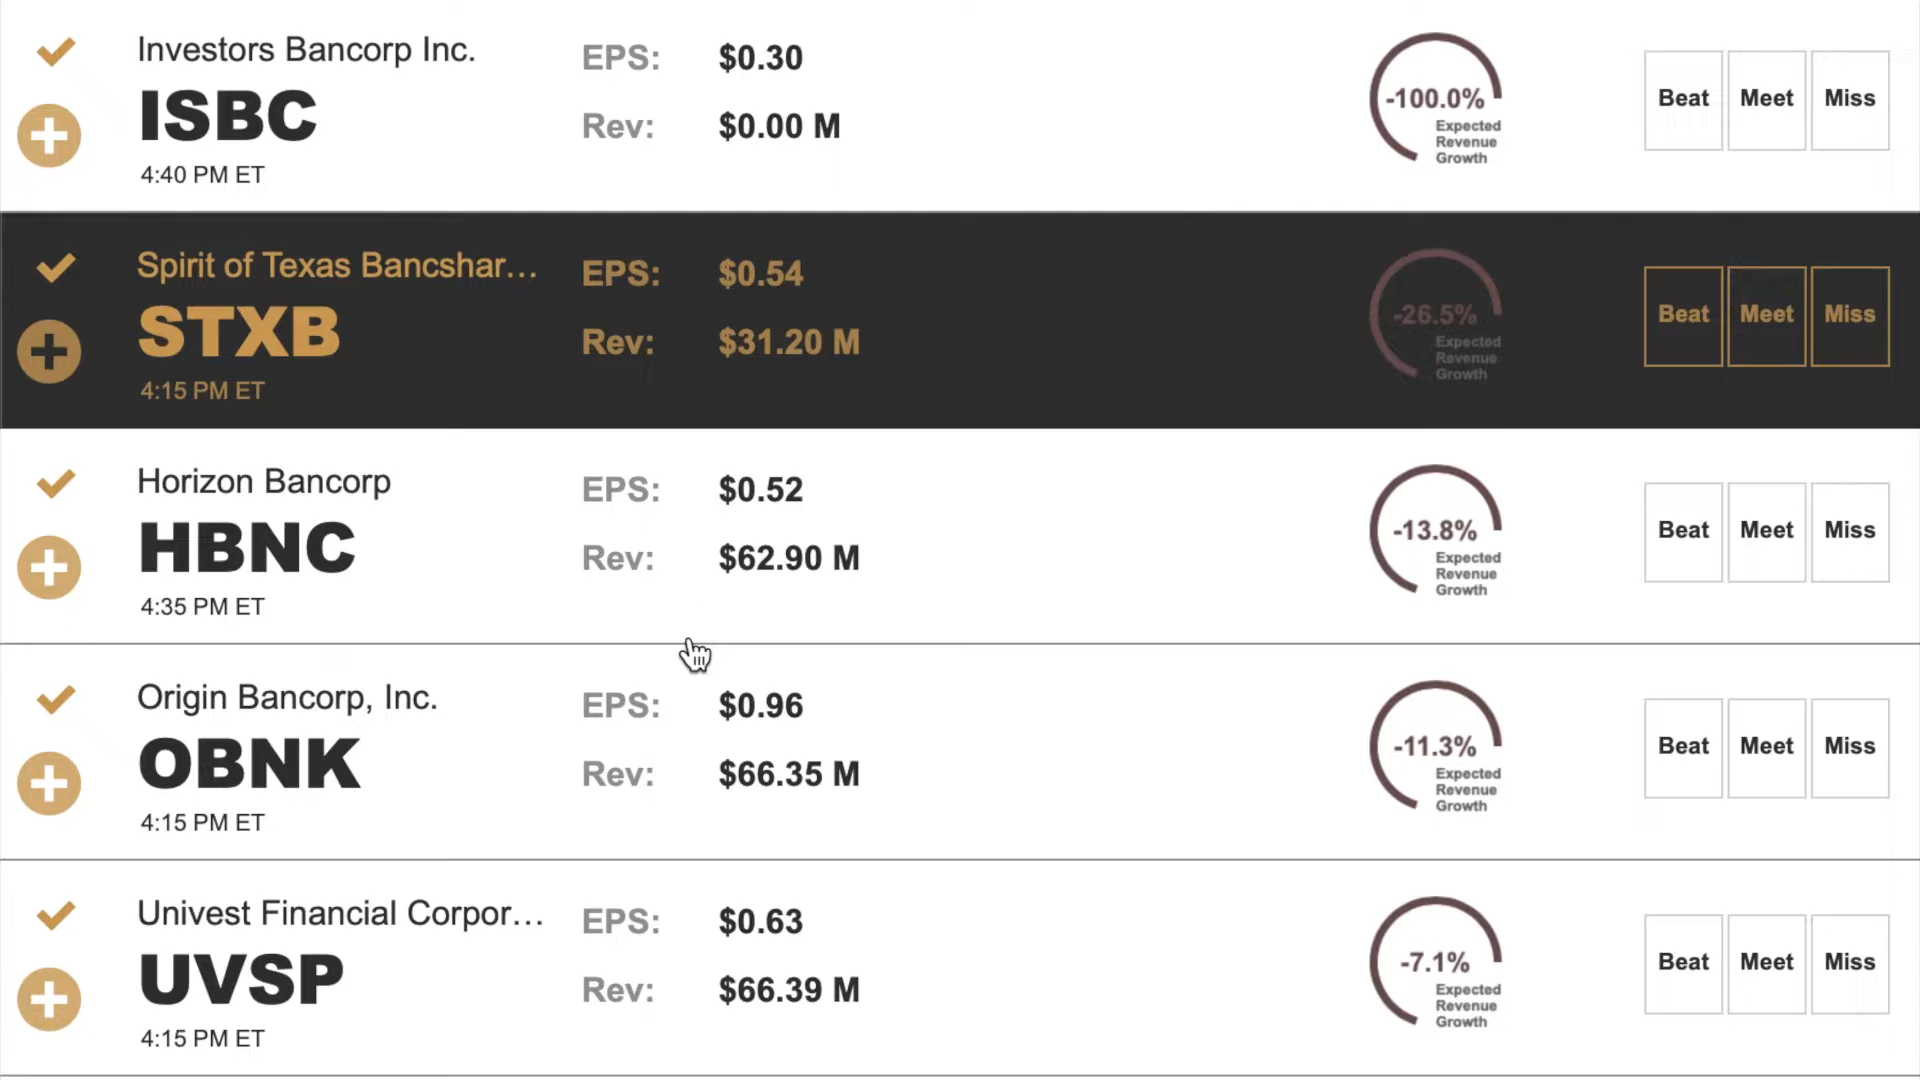 Investors Bancorp Inc.
ISBC
4:40 PM ET
EPS: $0.30
Rev: $0.00 M
-100.0%
Expected
Revenue
Growth
Beat Meet Miss
Spirit of Texas Bancshar...
STXB
4:15 PM ET
EPS: $0.54
Rev: $31.20 M
-26.5%
Expected
Revenue
Growth
Beat Meet Miss
Horizon Bancorp
HBNC
4:35 PM ET
EPS: $0.52
Rev: $62.90 M
-13.8%
Expected
Revenue
Growth
Beat Meet Miss
Origin Bancorp, Inc.
OBNK
4:15 PM ET
EPS: $0.96
Rev: $66.35 M
-11.3%
Expected
Revenue
Growth
Beat Meet Miss
Univest Financial Corpor...
UVSP
4:15 PM ET
EPS: $0.63
Rev: $66.39 M
-7.1%
Expected
Revenue
Growth
Beat Meet Miss